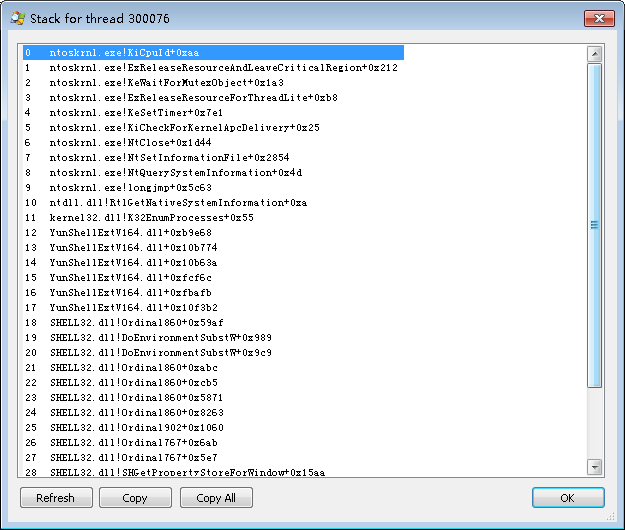 Stack for thread 300076
0 ntoskrnl.exe!KiCpuId+0xaa
1 ntoskrnl.exe!ExReleaseResourceAndLeaveCriticalRegion+0x212
2 ntoskrnl.exe!KeWaitForMutexObject+0x1a3
3 ntoskrnl.exe!ExReleaseResourceForThreadLite+0xb8
4 ntoskrnl.exe!KeSetTimer+0x7e1
5 ntoskrnl.exe!KiCheckForKernelApcDelivery+0x25
6 ntoskrnl.exe!NtClose+0x1d44
7 ntoskrnl.exe!NtSetInformationFile+0x2854
8 ntoskrnl.exe!NtQuerySystemInformation+0x4d
9 ntoskrnl.exe!longjmp+0x5c63
10 ntdll.dll!RtlGetNativeSystemInformation+0xa
11 kernel32.dll!K32EnumProcesses+0x55
12 YunShellExtV164.dll+0xb9e68
13 YunShellExtV164.dll+0x10b774
14 YunShellExtV164.dll+0x10b63a
15 YunShellExtV164.dll+0xfcf6c
16 YunShellExtV164.dll+0xfbafb
17 YunShellExtV164.dll+0x10f3b2
18 SHELL32.dll!Ordinal860+0x59af
19 SHELL32.dll!DoEnvironmentSubstW+0x989
20 SHELL32.dll!DoEnvironmentSubstW+0x9c9
21 SHELL32.dll!Ordinal860+0xabc
22 SHELL32.dll!Ordinal860+0xcb5
23 SHELL32.dll!Ordinal860+0x5871
24 SHELL32.dll!Ordinal860+0x8263
25 SHELL32.dll!Ordinal902+0x1060
26 SHELL32.dll!Ordinal767+0x6ab
27 SHELL32.dll!Ordinal767+0x5e7
28 SHELL32.dll!SHGetPropertyStoreForWindow+0x15aa
Refresh Copy Copy All OK